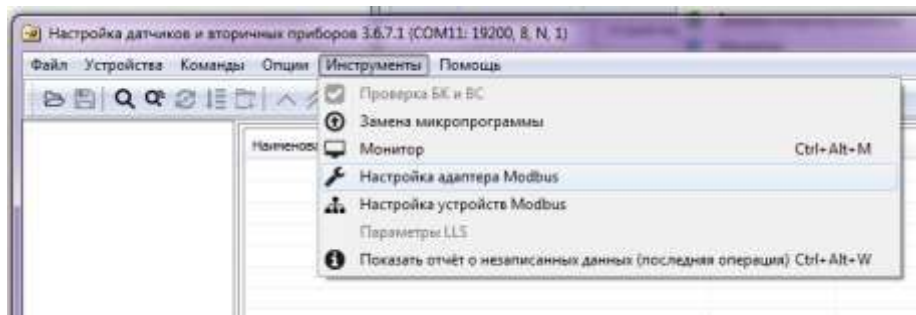 Настройка датчиков и вторичных приборов 3.6.7.1 (COM11: 19200, 8, N, 1)
Файл Устройства Команды Опции Инструменты Помощь
Проверка БК и ВС
Замена микропрограммы
Наименова
Монитор Ctrl+Alt+M
Настройка адаптера Modbus
Настройка устройств Modbus
Параметры LLS
Показать отчёт о незаписанных данных (последняя операция) Ctrl+Alt+W